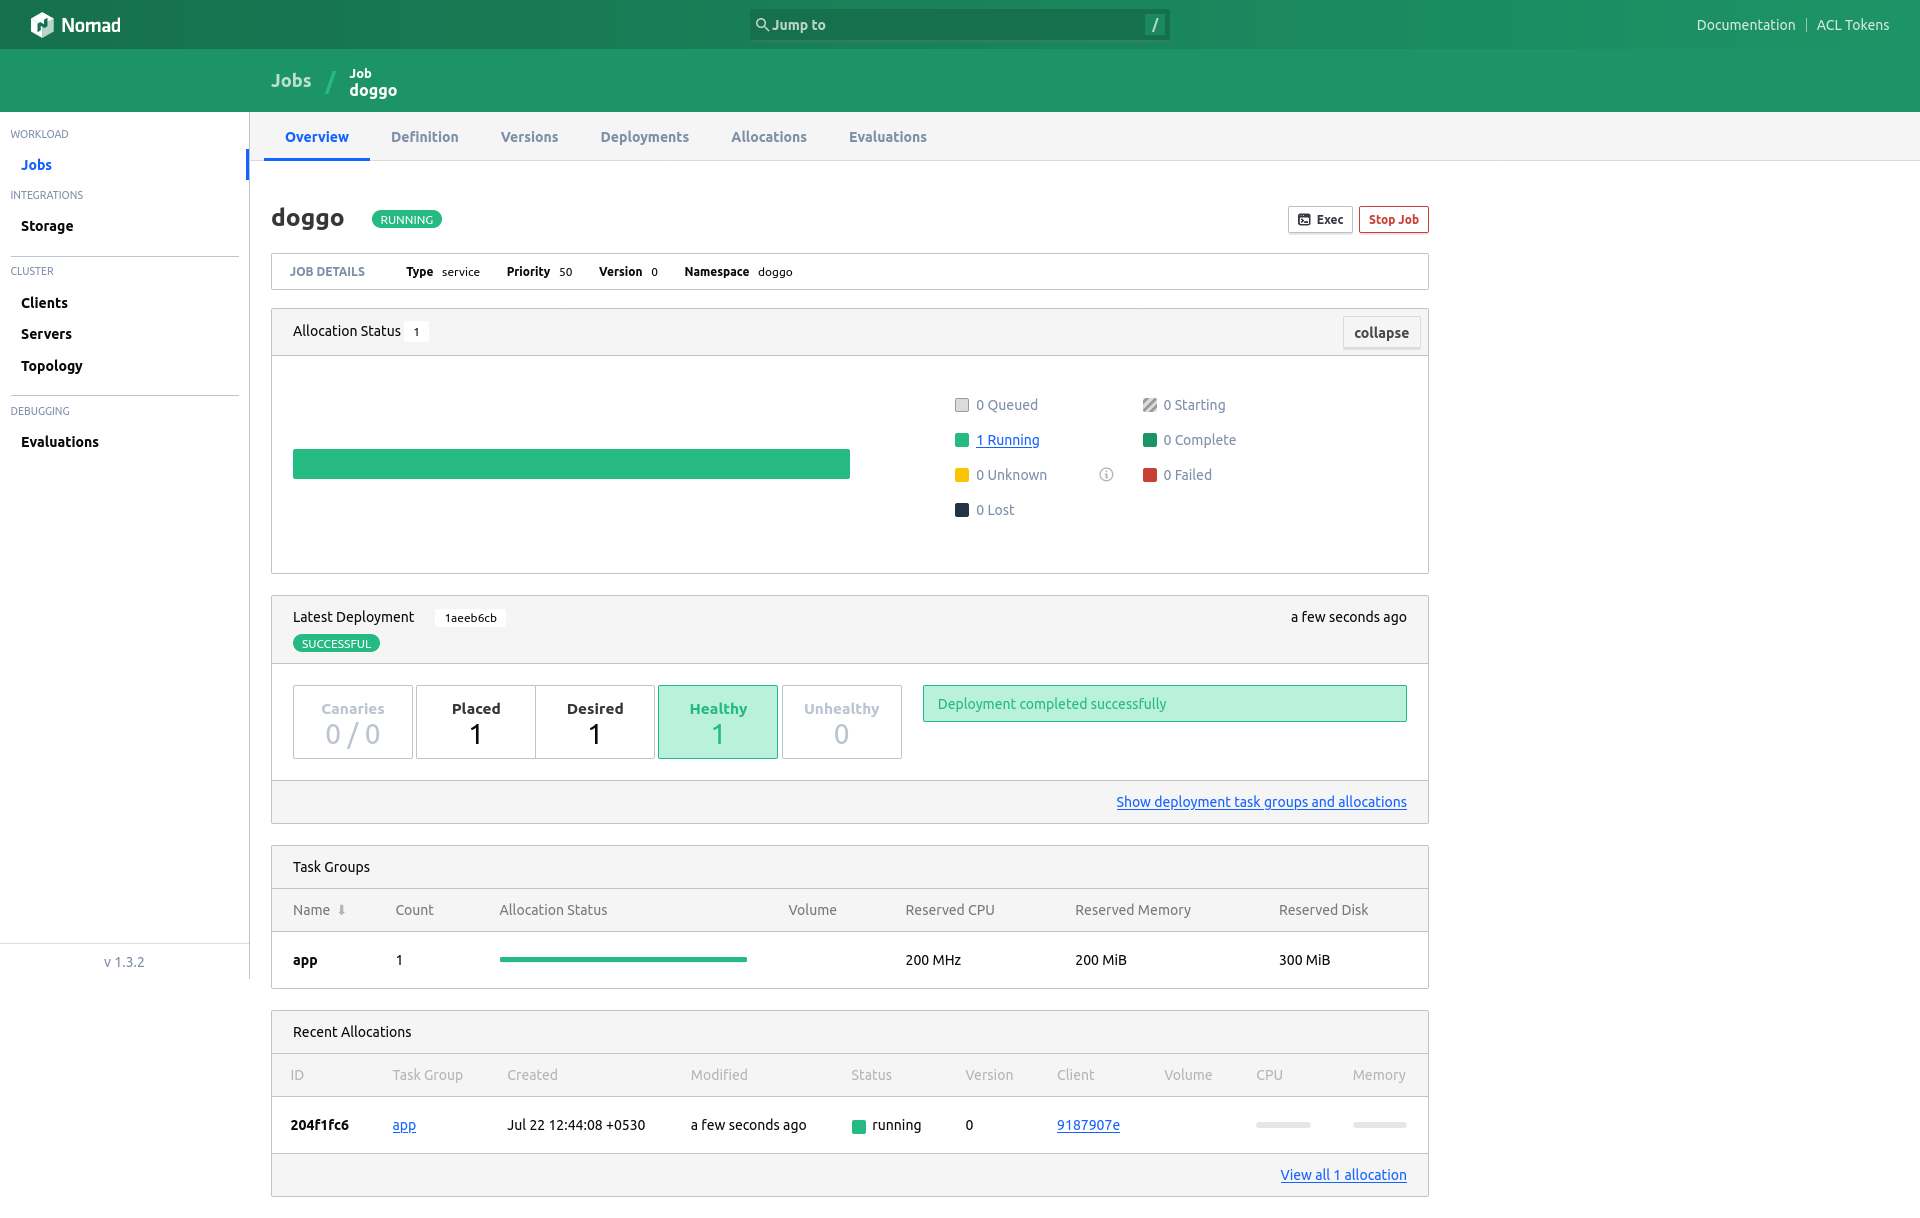 Nomad
Jump to /
Documentation | ACL Tokens
Jobs / Job
doggo
WORKLOAD
Jobs
INTEGRATIONS
Storage
CLUSTER
Clients
Servers
Topology
DEBUGGING
Evaluations
v 1.3.2
Overview Definition Versions Deployments Allocations Evaluations
doggo RUNNING Exec Stop Job
JOB DETAILS Type service Priority 50 Version 0 Namespace doggo
Allocation Status 1 collapse
0 Queued 0 Starting
1 Running 0 Complete
0 Unknown 0 Failed
0 Lost
Latest Deployment 1aeeb6cb a few seconds ago
SUCCESSFUL
Canaries Placed Desired Healthy Unhealthy
0 / 0 1 1 1 0
Deployment completed successfully
Show deployment task groups and allocations
Task Groups
Name Count Allocation Status Volume Reserved CPU Reserved Memory Reserved Disk
app 1 200 MHz 200 MiB 300 MiB
Recent Allocations
ID Task Group Created Modified Status Version Client Volume CPU Memory
204f1fc6 app Jul 22 12:44:08 +0530 a few seconds ago running 0 9187907e
View all 1 allocation